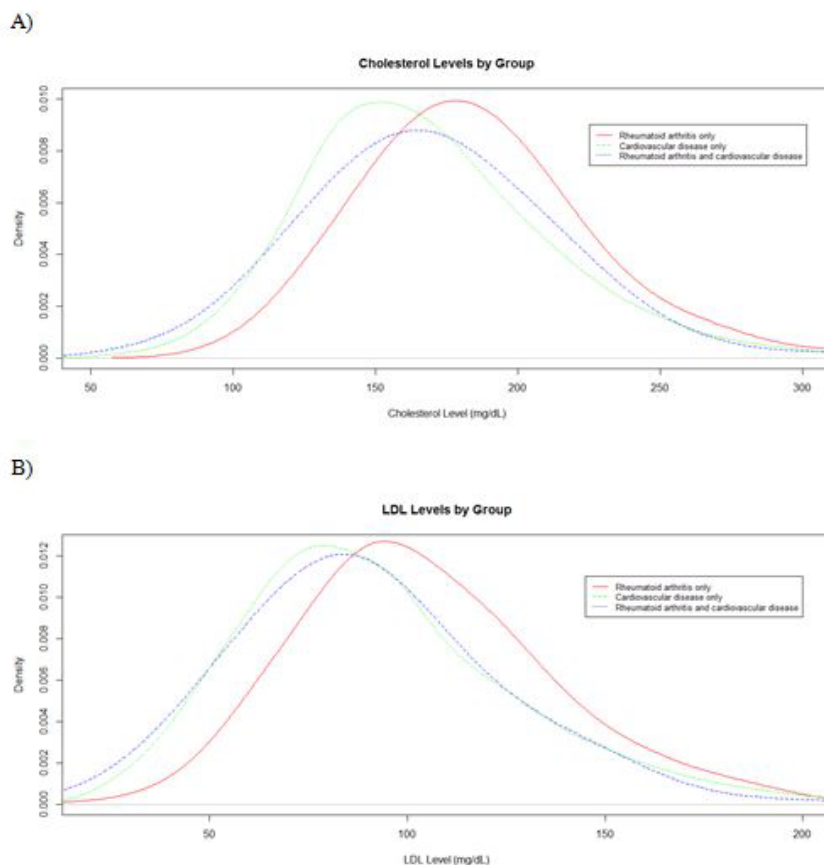 A)
Cholesterol Levels by Group
0.010
0.008
0.006
0.004
0.002
0.000
Density
Rheumatoid arthritis only
Cardiovascular disease only
Rheumatoid arthritis and cardiovascular disease
50 100 150 200 250 300
Cholesterol Level (mg/dL)
B)
LDL Levels by Group
0.012
0.010
0.008
0.006
0.004
0.002
0.000
Density
Rheumatoid arthritis only
Cardiovascular disease only
Rheumatoid arthritis and cardiovascular disease
50 100 150 200
LDL Level (mg/dL)